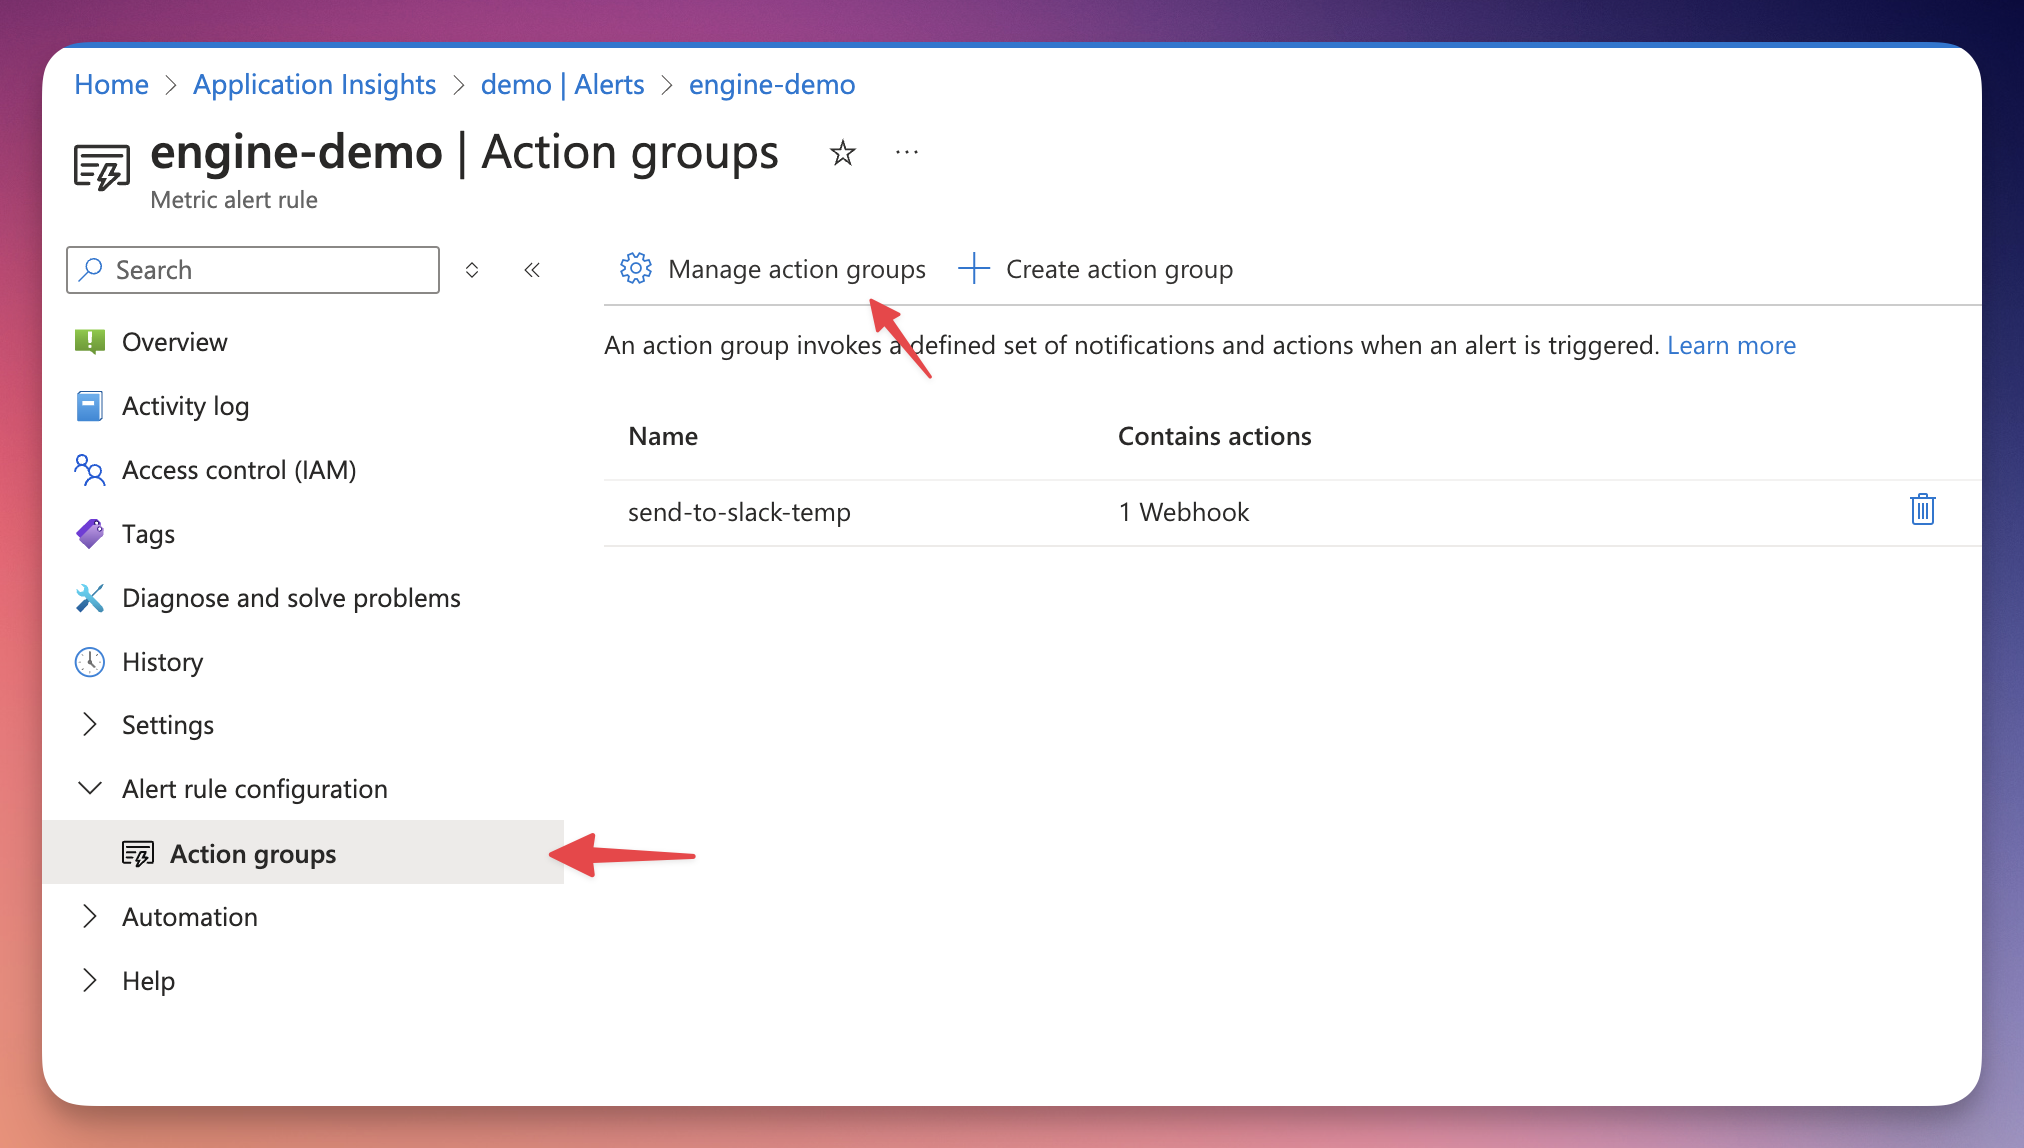 Home > Application Insights > demo | Alerts > engine-demo
engine-demo | Action groups
Metric alert rule
Search
Manage action groups
Create action group
An action group invokes a defined set of notifications and actions when an alert is triggered. Learn more
Name
Contains actions
send-to-slack-temp
1 Webhook
Overview
Activity log
Access control (IAM)
Tags
Diagnose and solve problems
History
Settings
Alert rule configuration
Action groups
Automation
Help